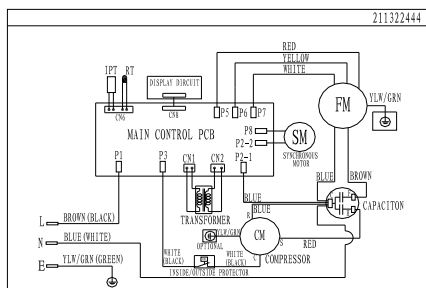 211322444
RED
YELLOW
WHITE
IPT RT
DISPLAY DIRCUIT
CN6
CN8
P5 P6 P7
FM
YLW/GRN
MAIN CONTROL PCB
P8
P2-2
SM
SYNCHRONOUS
MOTOR
P1
P3
CN1
CN2
P2-1
BLUE
BROWN
TRANSFORMER
BLUE
BLUE
CAPACITON
L
BROWN (BLACK)
N
BLUE (WHITE)
E
YLW/GRN (GREEN)
YLW/GRN
OPTIONAL
R
S
C
CM
RED
COMPRESSOR
WHITE
(BLACK)
WHITE
(BLACK)
INSIDE/OUTSIDE PROTECTOR